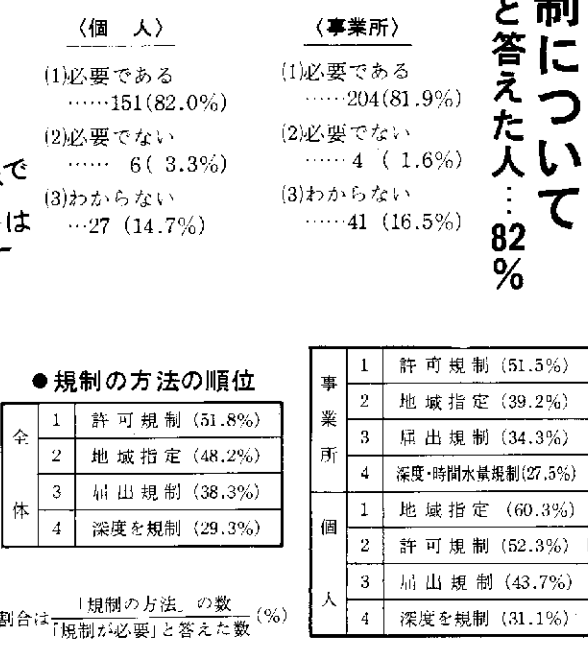 制について
と答えた人…82%
〈個　人〉
(1)必要である
……151(82.0%)
(2)必要でない
…… 6( 3.3%)
(3)わからない
…27 (14.7%)
〈事業所〉
(1)必要である
……204(81.9%)
(2)必要でない
…… 4 ( 1.6%)
(3)わからない
……41 (16.5%)
で
は
●規制の方法の順位
全体
1 許可規制 (51.8%)
2 地域指定 (48.2%)
3 届出規制 (38.3%)
4 深度を規制 (29.3%)
割合は「規制の方法」の数
「規制が必要」と答えた数
(%)
事業所
1 許可規制 (51.5%)
2 地域指定 (39.2%)
3 届出規制 (34.3%)
4 深度・時間水量規制(27.5%)
個人
1 地域指定 (60.3%)
2 許可規制 (52.3%)
3 届出規制 (43.7%)
4 深度を規制 (31.1%)